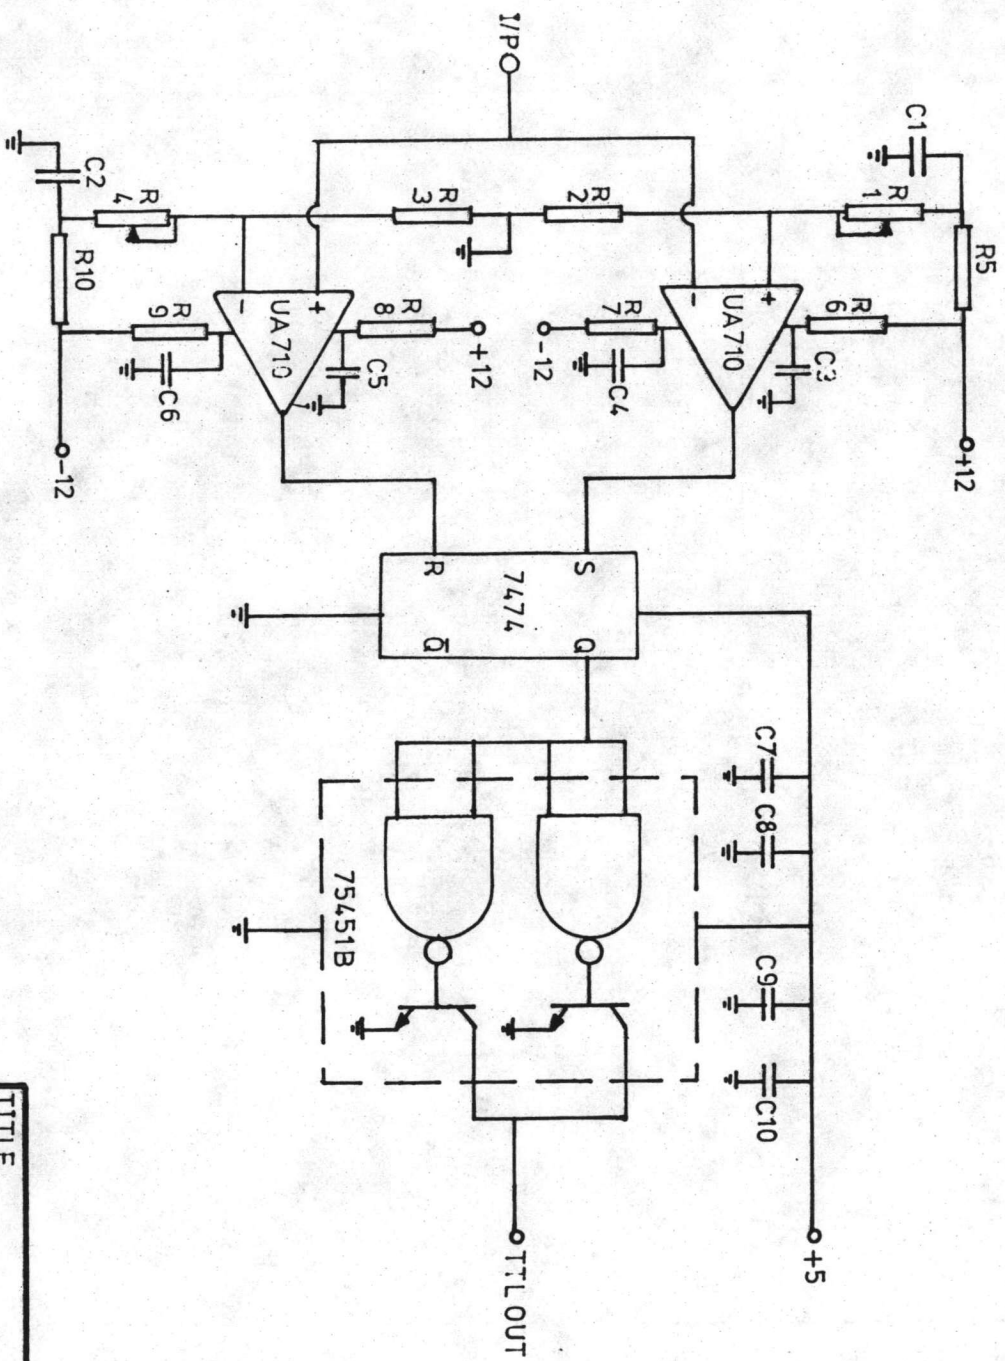 R5
+12
C1
R
1
R
6
C3
+
-
UA710
+5
C7
C8
C9
C10
R
2
R
7
C4
-12
I/P
S
Q
7474
R
Q̅
TTL OUT
R
3
R
8
+12
C5
+
-
UA710
75451B
R
4
R
9
C6
C2
R10
-12
TITLE